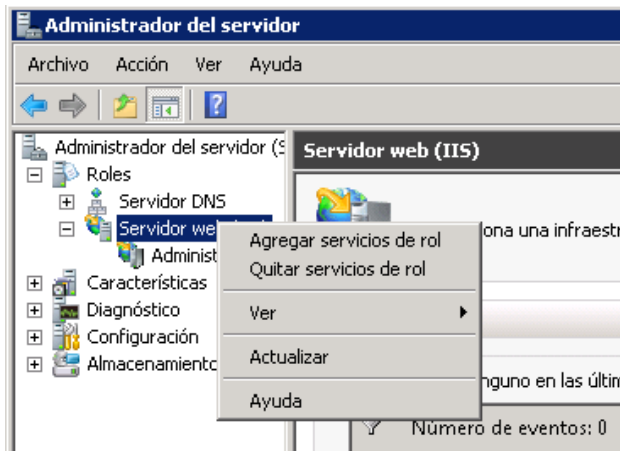 Administrador del servidor
Archivo Acción Ver Ayuda
Administrador del servidor (S
Servidor web (IIS)
Roles
Servidor DNS
Servidor we
ona una infraest
Administ
Agregar servicios de rol
Quitar servicios de rol
Características
Diagnóstico
Ver
Configuración
Actualizar
Almacenamiento
nguno en las últim
Ayuda
Número de eventos: 0